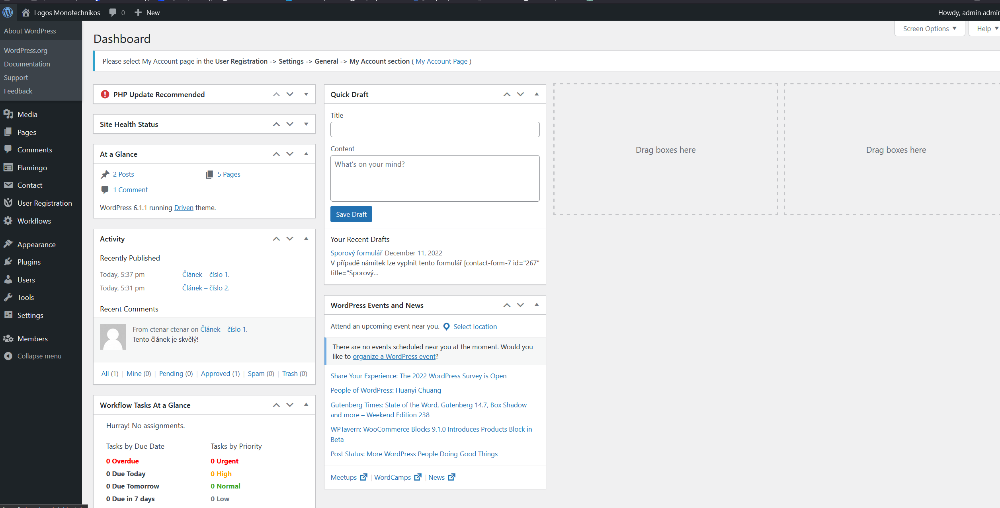 Logos Monotechnikos 0 New Howdy, admin admin
About WordPress
WordPress.org
Documentation
Support
Feedback
Media
Pages
Comments
Flamingo
Contact
User Registration
Workflows
Appearance
Plugins
Users
Tools
Settings
Members
Collapse menu
Screen Options Help
Dashboard
Please select My Account page in the User Registration -> Settings -> General -> My Account section ( My Account Page )
PHP Update Recommended
Site Health Status
At a Glance
2 Posts 5 Pages
1 Comment
WordPress 6.1.1 running Driven theme.
Activity
Recently Published
Today, 5:37 pm Článek – číslo 1.
Today, 5:31 pm Článek – číslo 2.
Recent Comments
From ctenar ctenar on Článek – číslo 1.
Tento článek je skvělý!
All (1) | Mine (0) | Pending (0) | Approved (1) | Spam (0) | Trash (0)
Workflow Tasks At a Glance
Hurray! No assignments.
Tasks by Due Date Tasks by Priority
0 Overdue 0 Urgent
0 Due Today 0 High
0 Due Tomorrow 0 Normal
0 Due in 7 days 0 Low
Quick Draft
Title
Content
What's on your mind?
Save Draft
Your Recent Drafts
Sporový formulář December 11, 2022
V případě námitek lze vyplnit tento formulář [contact-form-7 id="267"
title="Sporový…
WordPress Events and News
Attend an upcoming event near you. Select location
There are no events scheduled near you at the moment. Would you
like to organize a WordPress event?
Share Your Experience: The 2022 WordPress Survey is Open
People of WordPress: Huanyi Chuang
Gutenberg Times: State of the Word, Gutenberg 14.7, Box Shadow
and more – Weekend Edition 238
WPTavern: WooCommerce Blocks 9.1.0 Introduces Products Block in
Beta
Post Status: More WordPress People Doing Good Things
Meetups | WordCamps | News
Drag boxes here
Drag boxes here